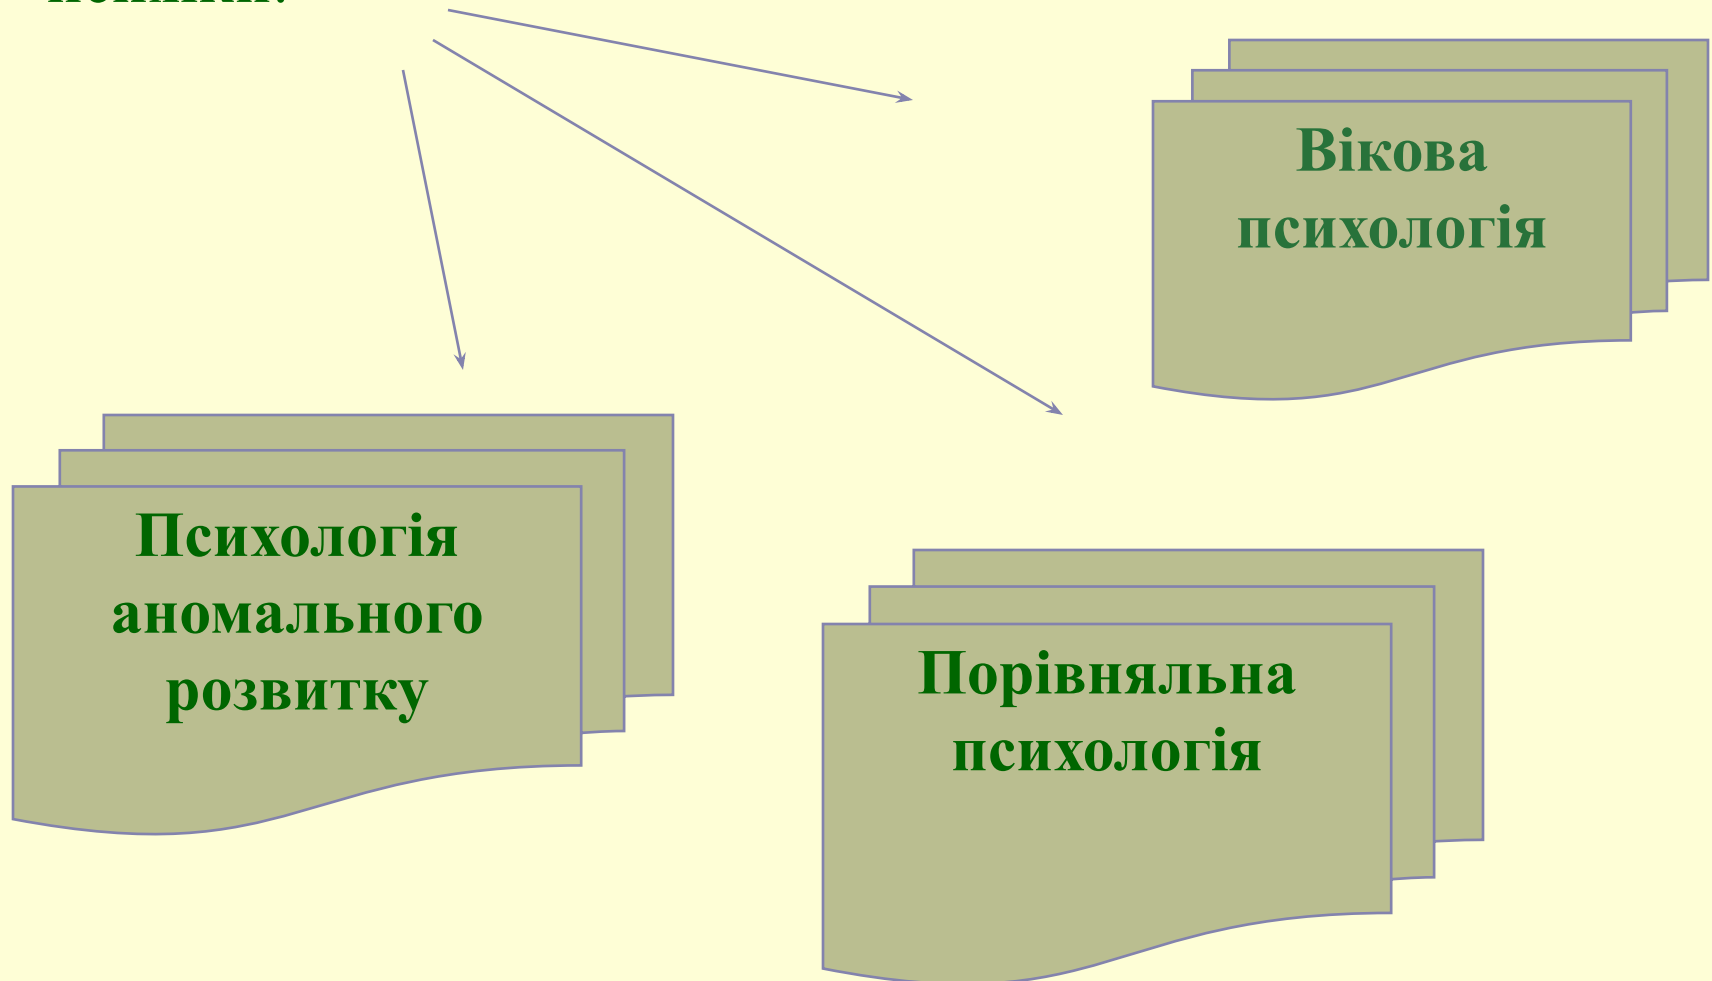 Вікова
психологія
Психологія
аномального
розвитку
Порівняльна
психологія